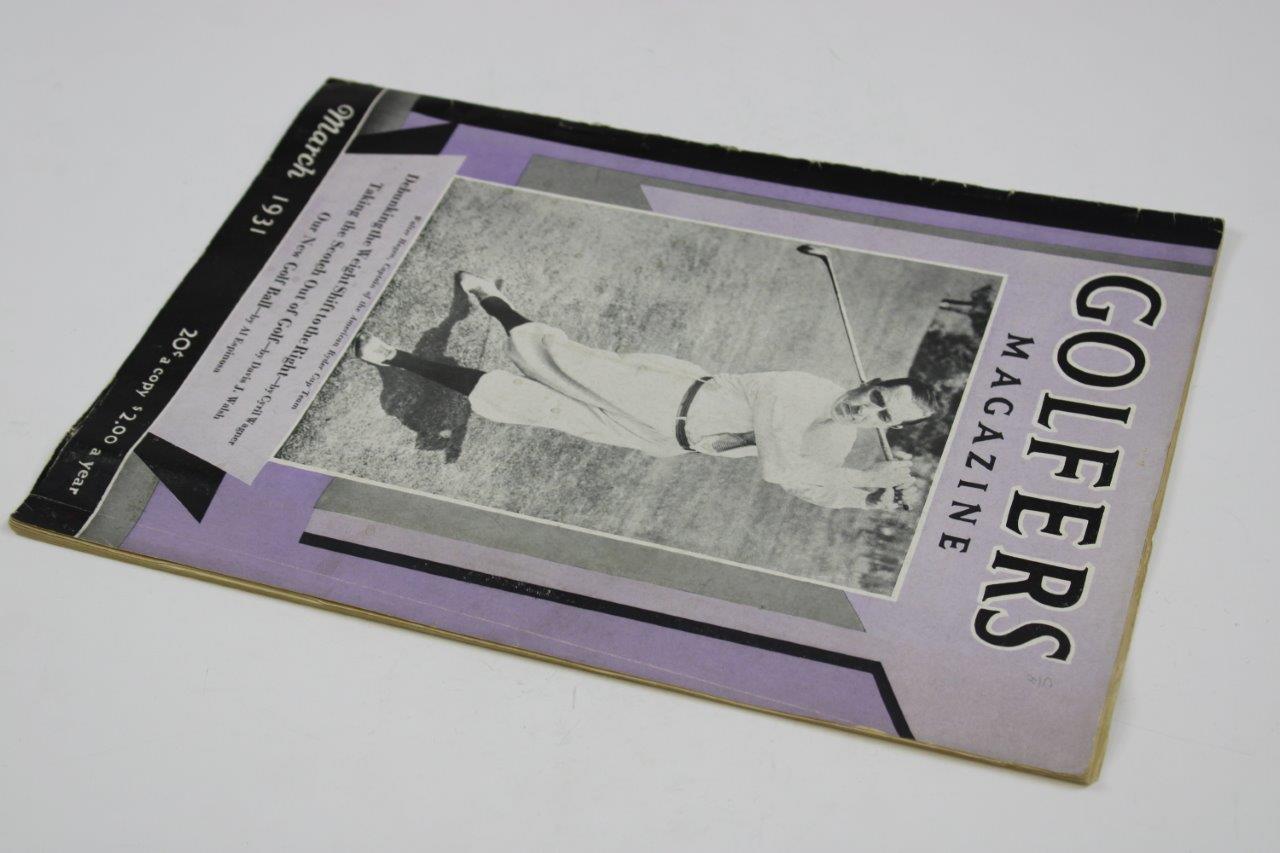 GOLFERS
MAGAZINE
Walter Hagen, Captain of the American Ryder Cup Team
Debunking the Weight Shift to the Right—by Cyril Wagner
Taking the Scotch Out of Golf—by Davis J. Walsh
Our New Golf Ball—by Al Espinosa
March 1931
20¢ a copy $2.00 a year